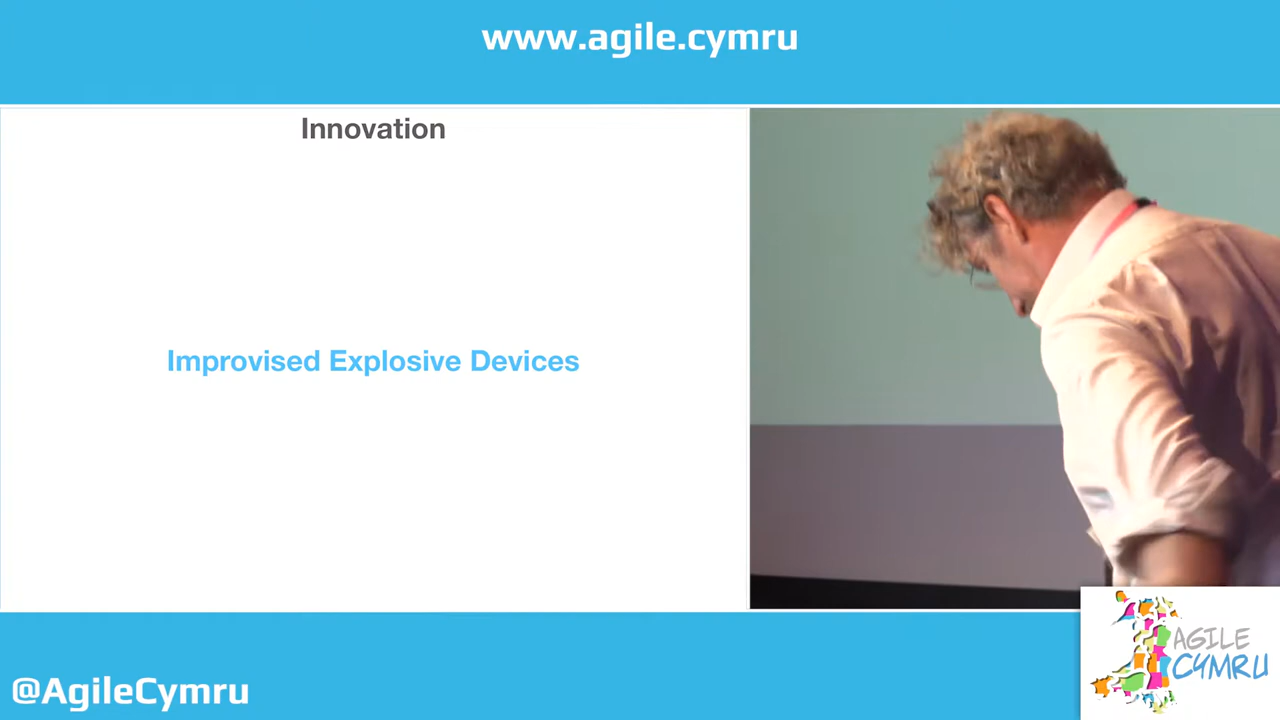 www.agile.cymru
Innovation
Improvised Explosive Devices
@AgileCymru
AGILE
CYMRU